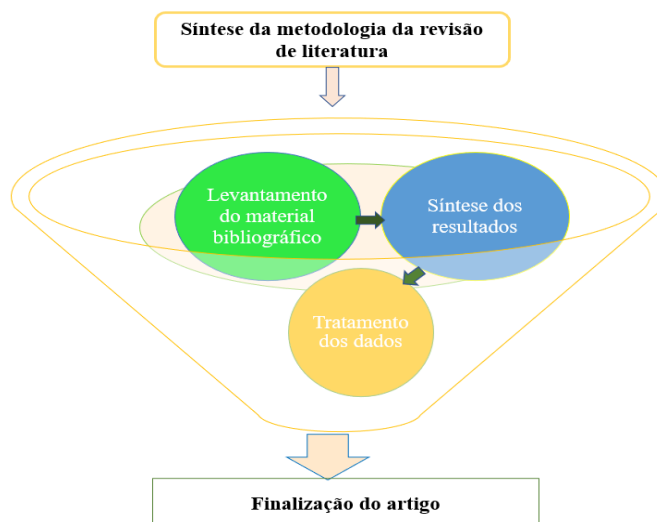 Síntese da metodologia da revisão
de literatura
Levantamento
do material
bibliográfico
Síntese dos
resultados
Tratamento
dos dados
Finalização do artigo